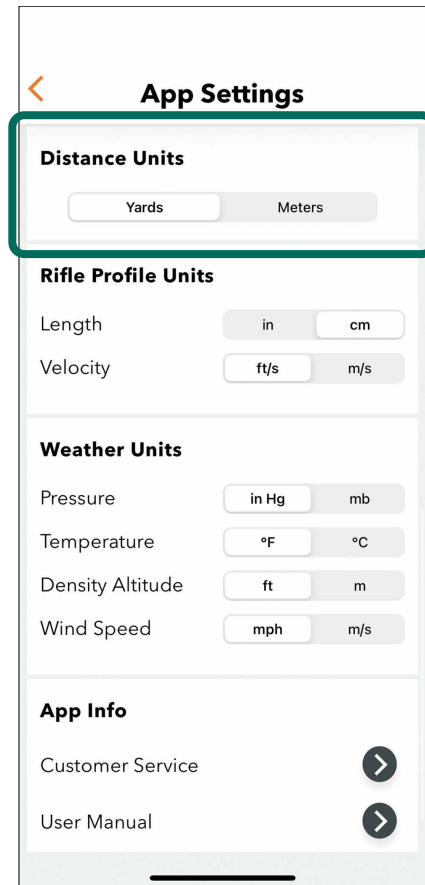 App Settings
Distance Units
Yards Meters
Rifle Profile Units
Length in cm
Velocity ft/s m/s
Weather Units
Pressure in Hg mb
Temperature °F °C
Density Altitude ft m
Wind Speed mph m/s
App Info
Customer Service
User Manual